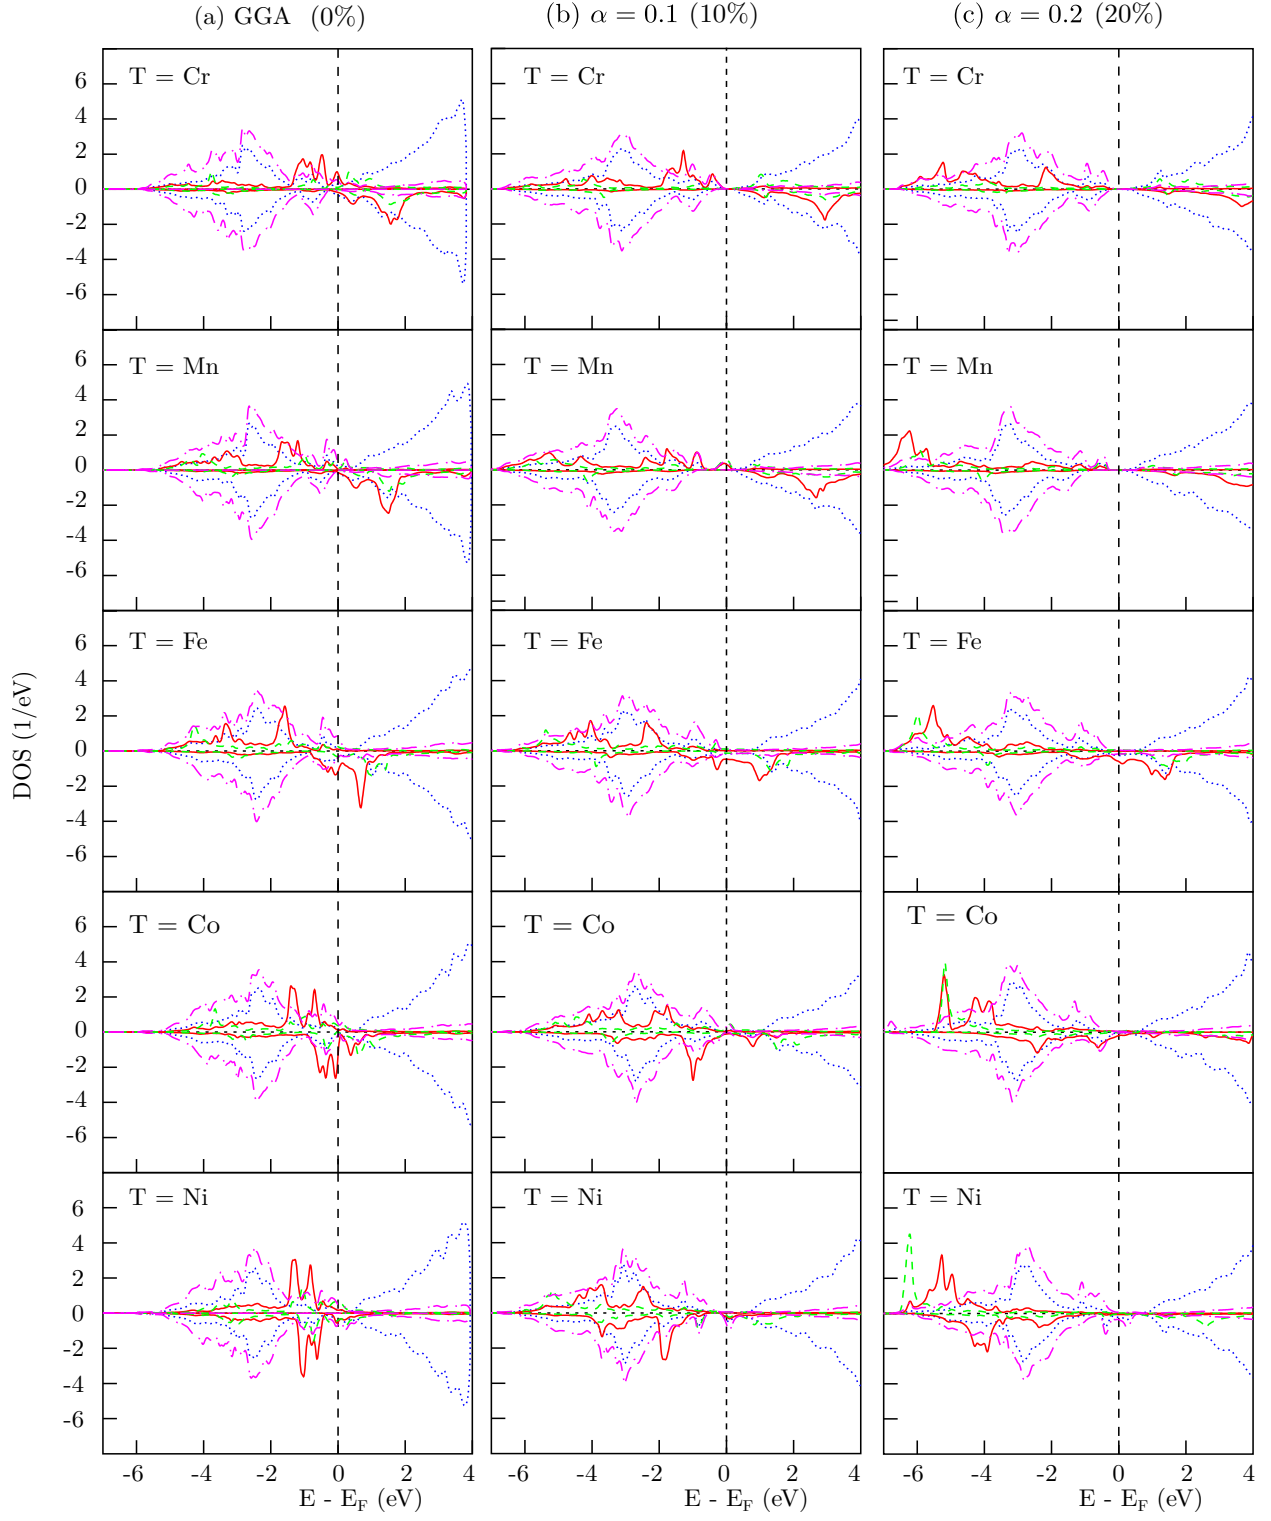 (a) GGA (0%)
(b) α = 0.1 (10%)
(c) α = 0.2 (20%)
T = Cr
T = Cr
T = Cr
6
4
2
0
-2
-4
-6
T = Mn
T = Mn
T = Mn
6
4
2
0
-2
-4
-6
T = Fe
T = Fe
T = Fe
6
4
2
0
-2
-4
-6
DOS (1/eV)
T = Co
T = Co
T = Co
6
4
2
0
-2
-4
-6
T = Ni
T = Ni
T = Ni
6
4
2
0
-2
-4
-6
-6 -4 -2 0 2 4
-6 -4 -2 0 2 4
-6 -4 -2 0 2 4
E - E_F (eV)
E - E_F (eV)
E - E_F (eV)